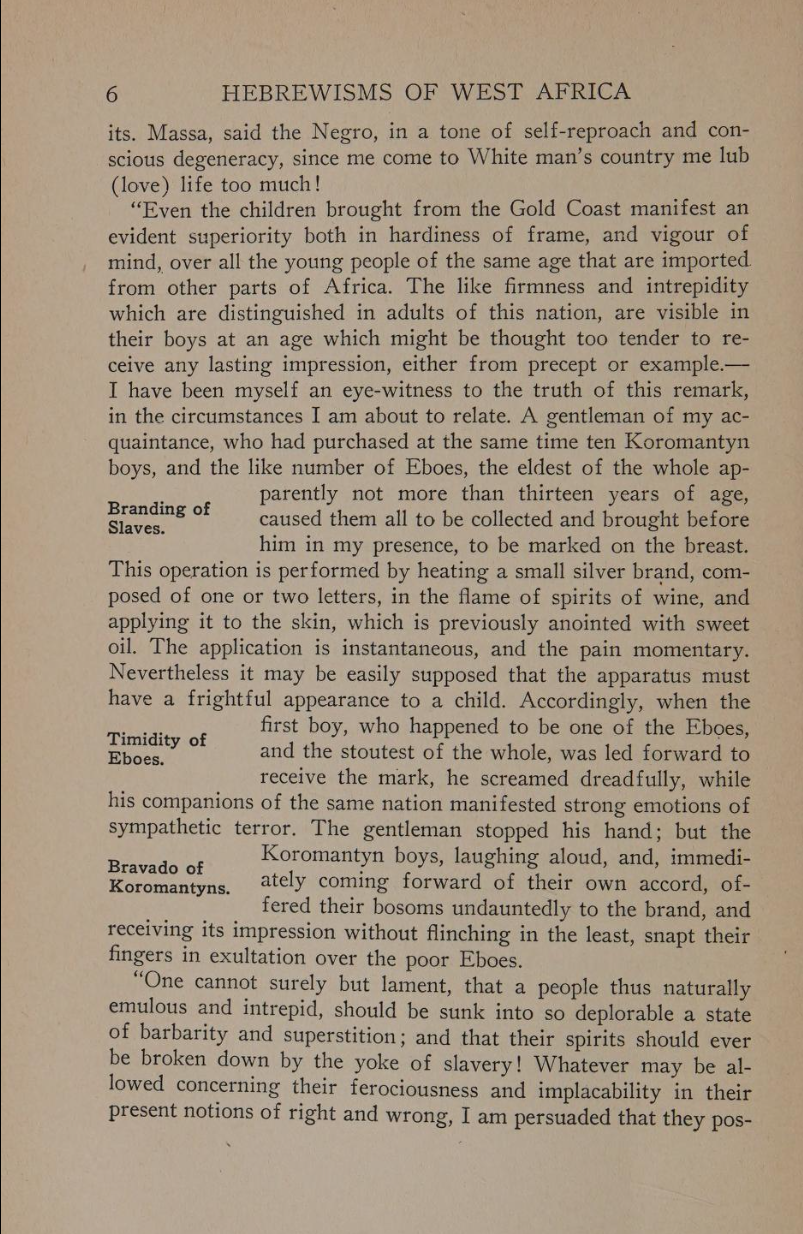 6 HEBREWISMS OF WEST AFRICA
its. Massa, said the Negro, in a tone of self-reproach and con-
scious degeneracy, since me come to White man's country me lub
(love) life too much!
“Even the children brought from the Gold Coast manifest an
evident superiority both in hardiness of frame, and vigour of
mind, over all the young people of the same age that are imported
from other parts of Africa. The like firmness and intrepidity
which are distinguished in adults of this nation, are visible in
their boys at an age which might be thought too tender to re-
ceive any lasting impression, either from precept or example.—
I have been myself an eye-witness to the truth of this remark,
in the circumstances I am about to relate. A gentleman of my ac-
quaintance, who had purchased at the same time ten Koromantyn
boys, and the like number of Eboes, the eldest of the whole ap-
Branding of
Slaves.
parently not more than thirteen years of age,
caused them all to be collected and brought before
him in my presence, to be marked on the breast.
This operation is performed by heating a small silver brand, com-
posed of one or two letters, in the flame of spirits of wine, and
applying it to the skin, which is previously anointed with sweet
oil. The application is instantaneous, and the pain momentary.
Nevertheless it may be easily supposed that the apparatus must
have a frightful appearance to a child. Accordingly, when the
Timidity of
Eboes.
first boy, who happened to be one of the Eboes,
and the stoutest of the whole, was led forward to
receive the mark, he screamed dreadfully, while
his companions of the same nation manifested strong emotions of
sympathetic terror. The gentleman stopped his hand; but the
Bravado of
Koromantyns.
Koromantyn boys, laughing aloud, and, immedi-
ately coming forward of their own accord, of-
fered their bosoms undauntedly to the brand, and
receiving its impression without flinching in the least, snapt their
fingers in exultation over the poor Eboes.
“One cannot surely but lament, that a people thus naturally
emulous and intrepid, should be sunk into so deplorable a state
of barbarity and superstition; and that their spirits should ever
be broken down by the yoke of slavery! Whatever may be al-
lowed concerning their ferociousness and implacability in their
present notions of right and wrong, I am persuaded that they pos-